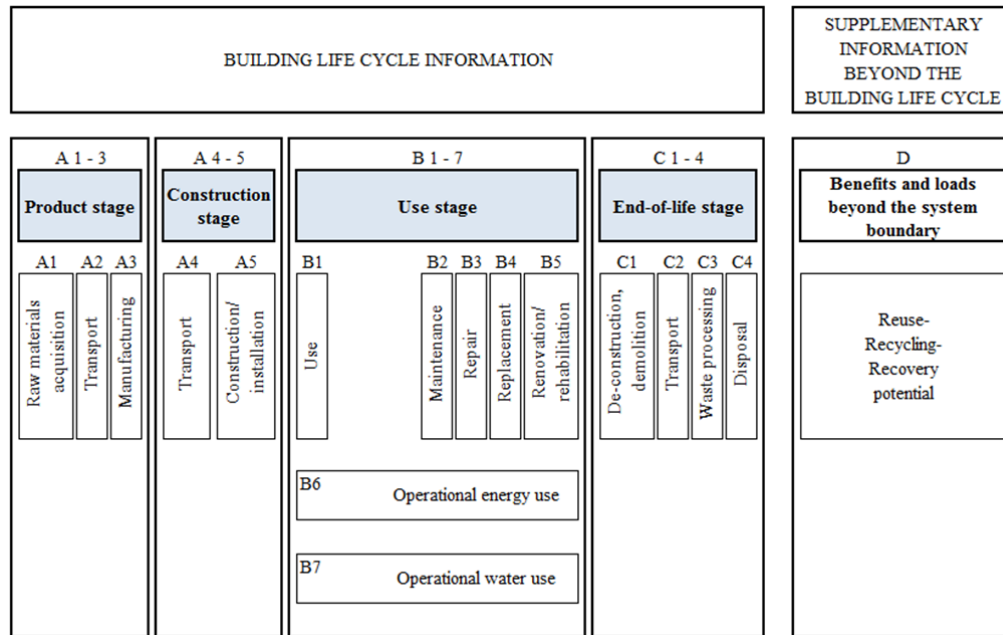 BUILDING LIFE CYCLE INFORMATION
SUPPLEMENTARY
INFORMATION
BEYOND THE
BUILDING LIFE CYCLE
A 1 - 3
Product stage
A1
Raw materials
acquisition
A2
Transport
A3
Manufacturing
A 4 - 5
Construction
stage
A4
Transport
A5
Construction/
installation
B 1 - 7
Use stage
B1
Use
B2
Maintenance
B3
Repair
B4
Replacement
B5
Renovation/
rehabilitation
B6
Operational energy use
B7
Operational water use
C 1 - 4
End-of-life stage
C1
De-construction,
demolition
C2
Transport
C3
Waste processing
C4
Disposal
D
Benefits and loads
beyond the system
boundary
Reuse-
Recycling-
Recovery
potential